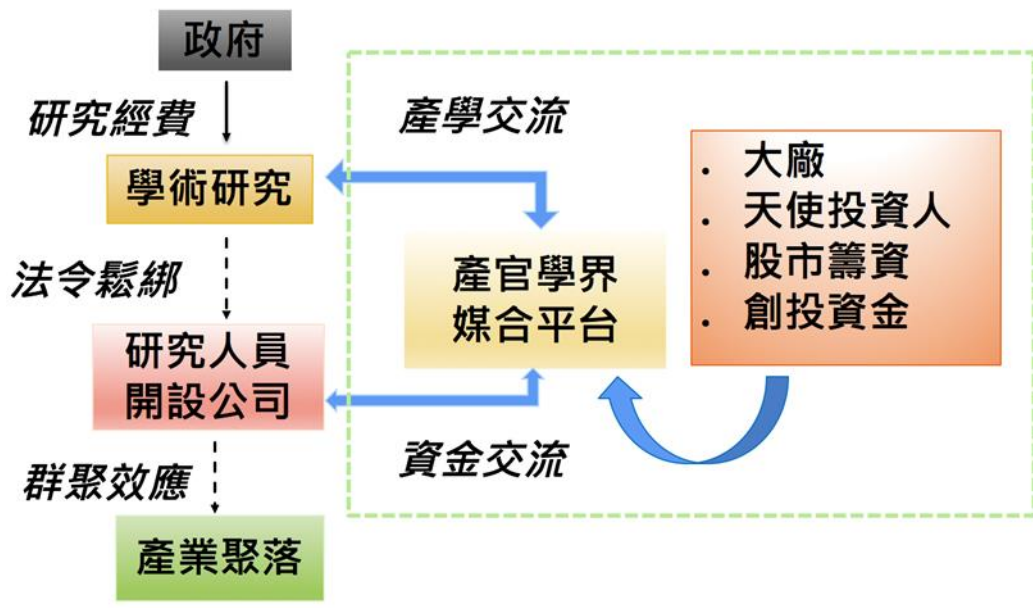 政府
研究經費
學術研究
法令鬆綁
研究人員
開設公司
群聚效應
產業聚落
產學交流
產官學界
媒合平台
資金交流
. 大廠
. 天使投資人
. 股市籌資
. 創投資金